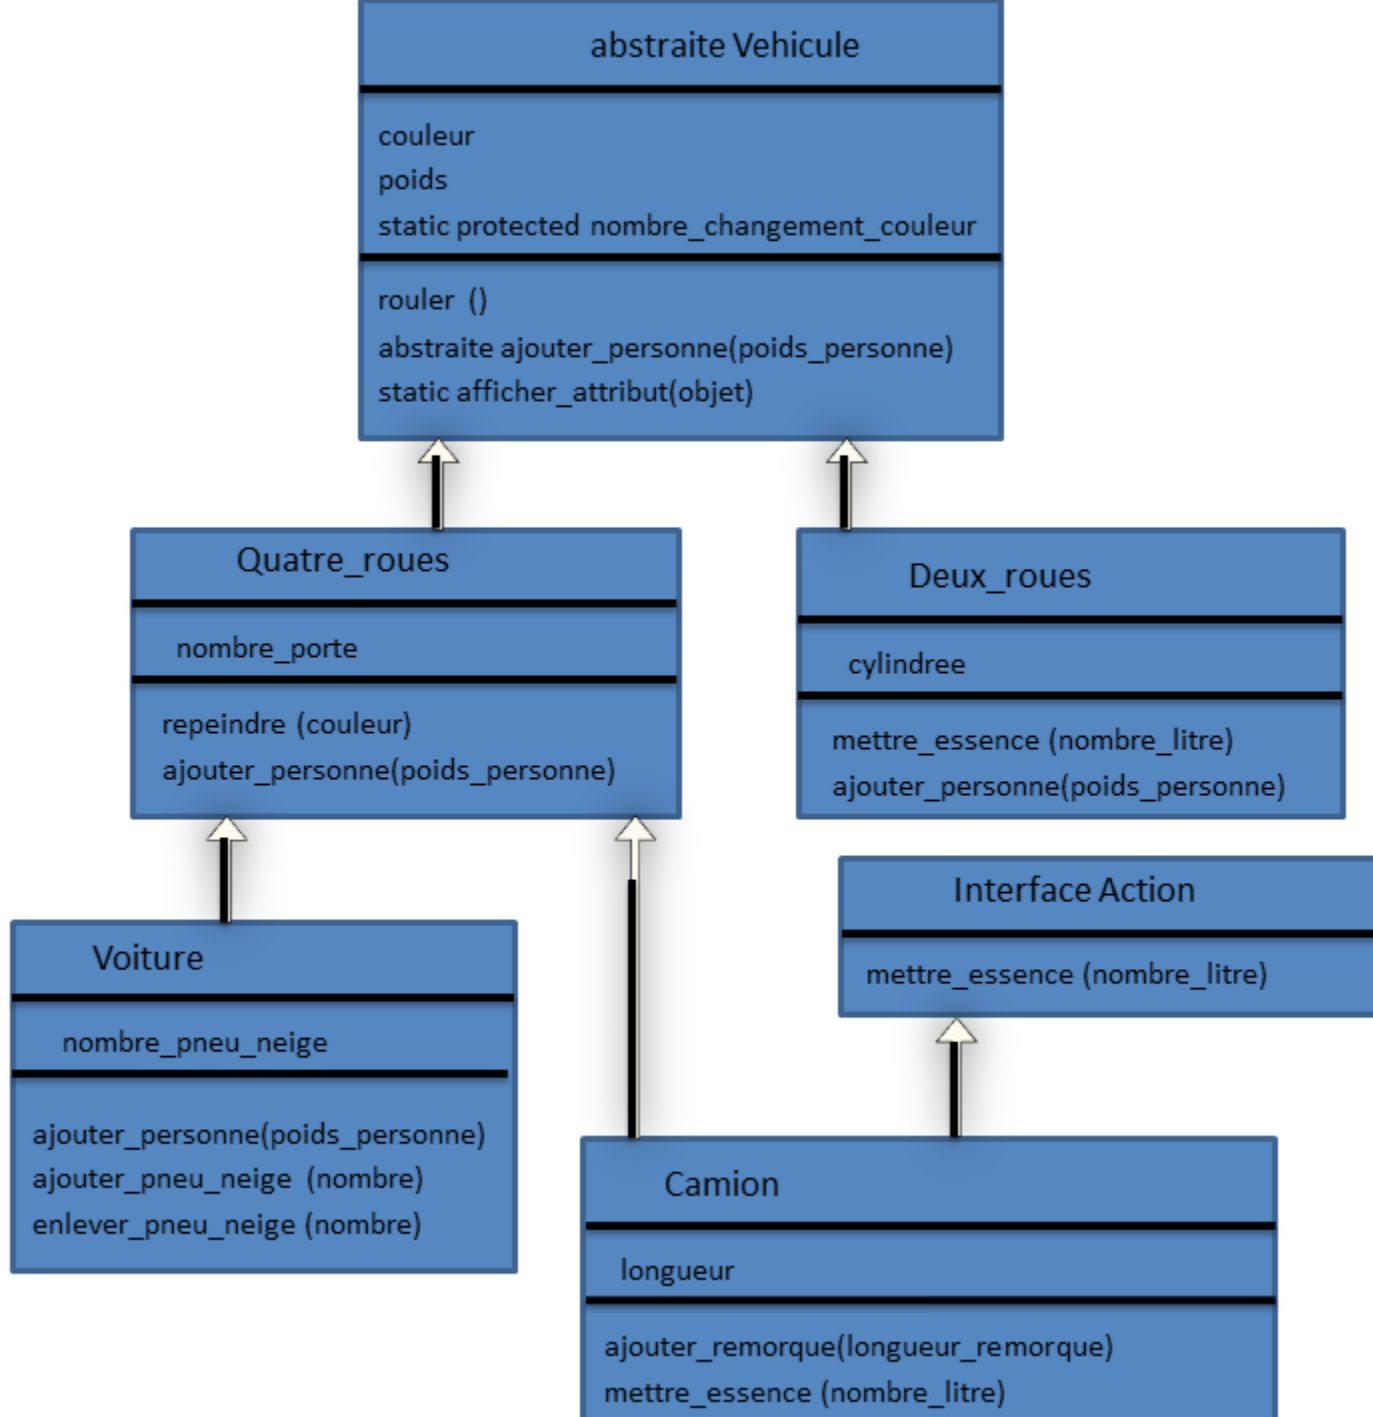 abstraite Vehicule
couleur
poids
static protected nombre_changement_couleur
rouler ()
abstraite ajouter_personne(poids_personne)
static afficher_attribut(objet)
Quatre_roues
nombre_porte
repeindre (couleur)
ajouter_personne(poids_personne)
Deux_roues
cylindree
mettre_essence (nombre_litre)
ajouter_personne(poids_personne)
Interface Action
mettre_essence (nombre_litre)
Voiture
nombre_pneu_neige
ajouter_personne(poids_personne)
ajouter_pneu_neige (nombre)
enlever_pneu_neige (nombre)
Camion
longueur
ajouter_remorque(longueur_remorque)
mettre_essence (nombre_litre)